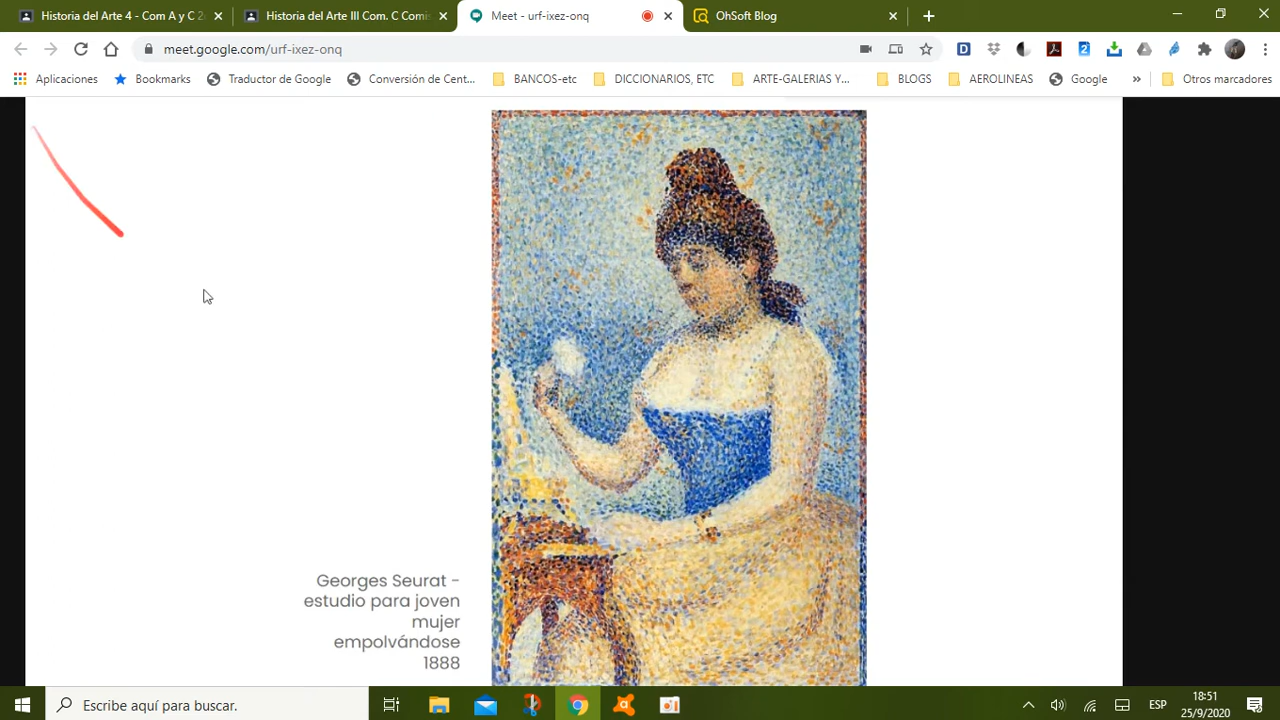 Historia del Arte 4 - Com A y C 2c
Historia del Arte III Com. C Comis
Meet - urf-ixez-onq
OhSoft Blog
meet.google.com/urf-ixez-onq
Aplicaciones
Bookmarks
Traductor de Google
Conversión de Cent...
BANCOS-etc
DICCIONARIOS, ETC
ARTE-GALERIAS Y...
BLOGS
AEROLINEAS
Google
»
Otros marcadores
Georges Seurat -
estudio para joven
mujer
empolvándose
1888
Escribe aquí para buscar.
ESP
18:51
25/9/2020